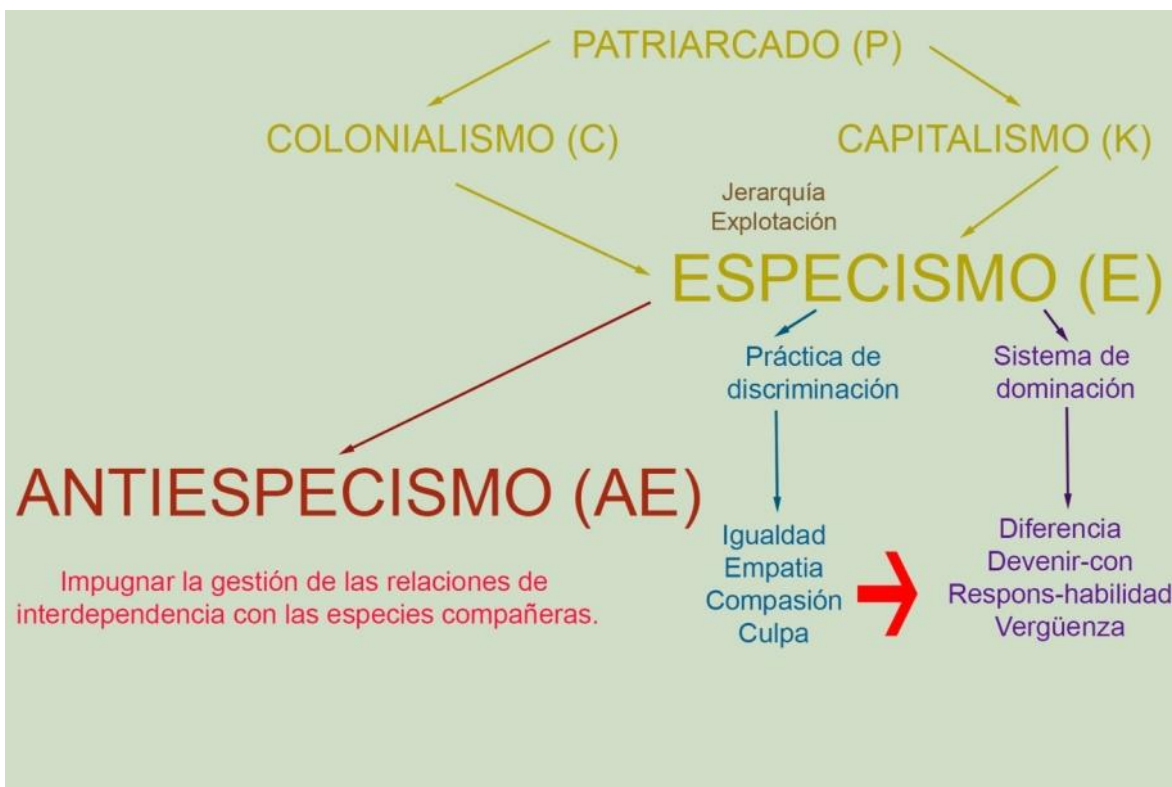 PATRIARCADO (P)
COLONIALISMO (C)
CAPITALISMO (K)
Jerarquía
Explotación
ESPECISMO (E)
Práctica de
discriminación
Sistema de
dominación
ANTIESPECISMO (AE)
Impugnar la gestión de las relaciones de
interdependencia con las especies compañeras.
Igualdad
Empatia
Compasión
Culpa
Diferencia
Devenir-con
Respons-habilidad
Vergüenza